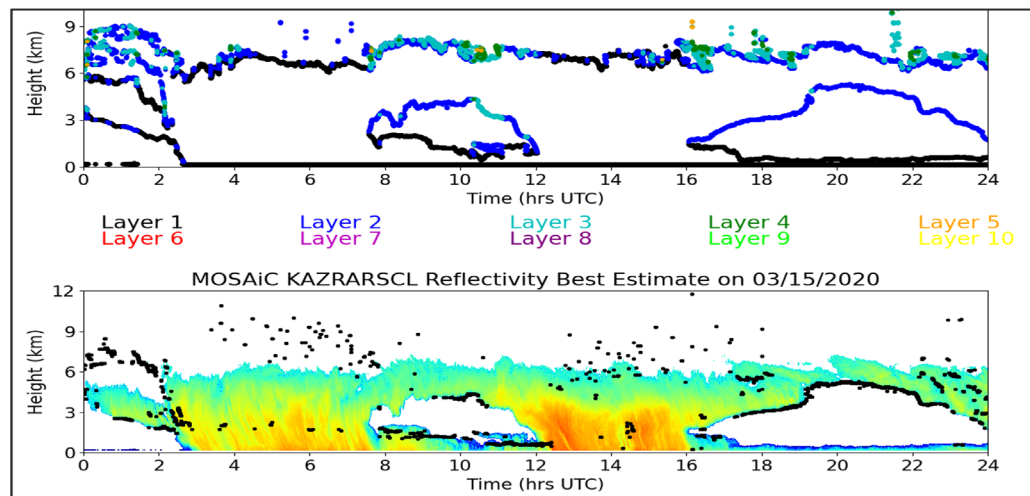 9
6
3
0
Height (km)
0 2 4 6 8 10 12 14 16 18 20 22 24
Time (hrs UTC)
Layer 1 Layer 2 Layer 3 Layer 4 Layer 5
Layer 6 Layer 7 Layer 8 Layer 9 Layer 10
MOSAiC KAZRARSCL Reflectivity Best Estimate on 03/15/2020
12
9
6
3
0
Height (km)
0 2 4 6 8 10 12 14 16 18 20 22 24
Time (hrs UTC)